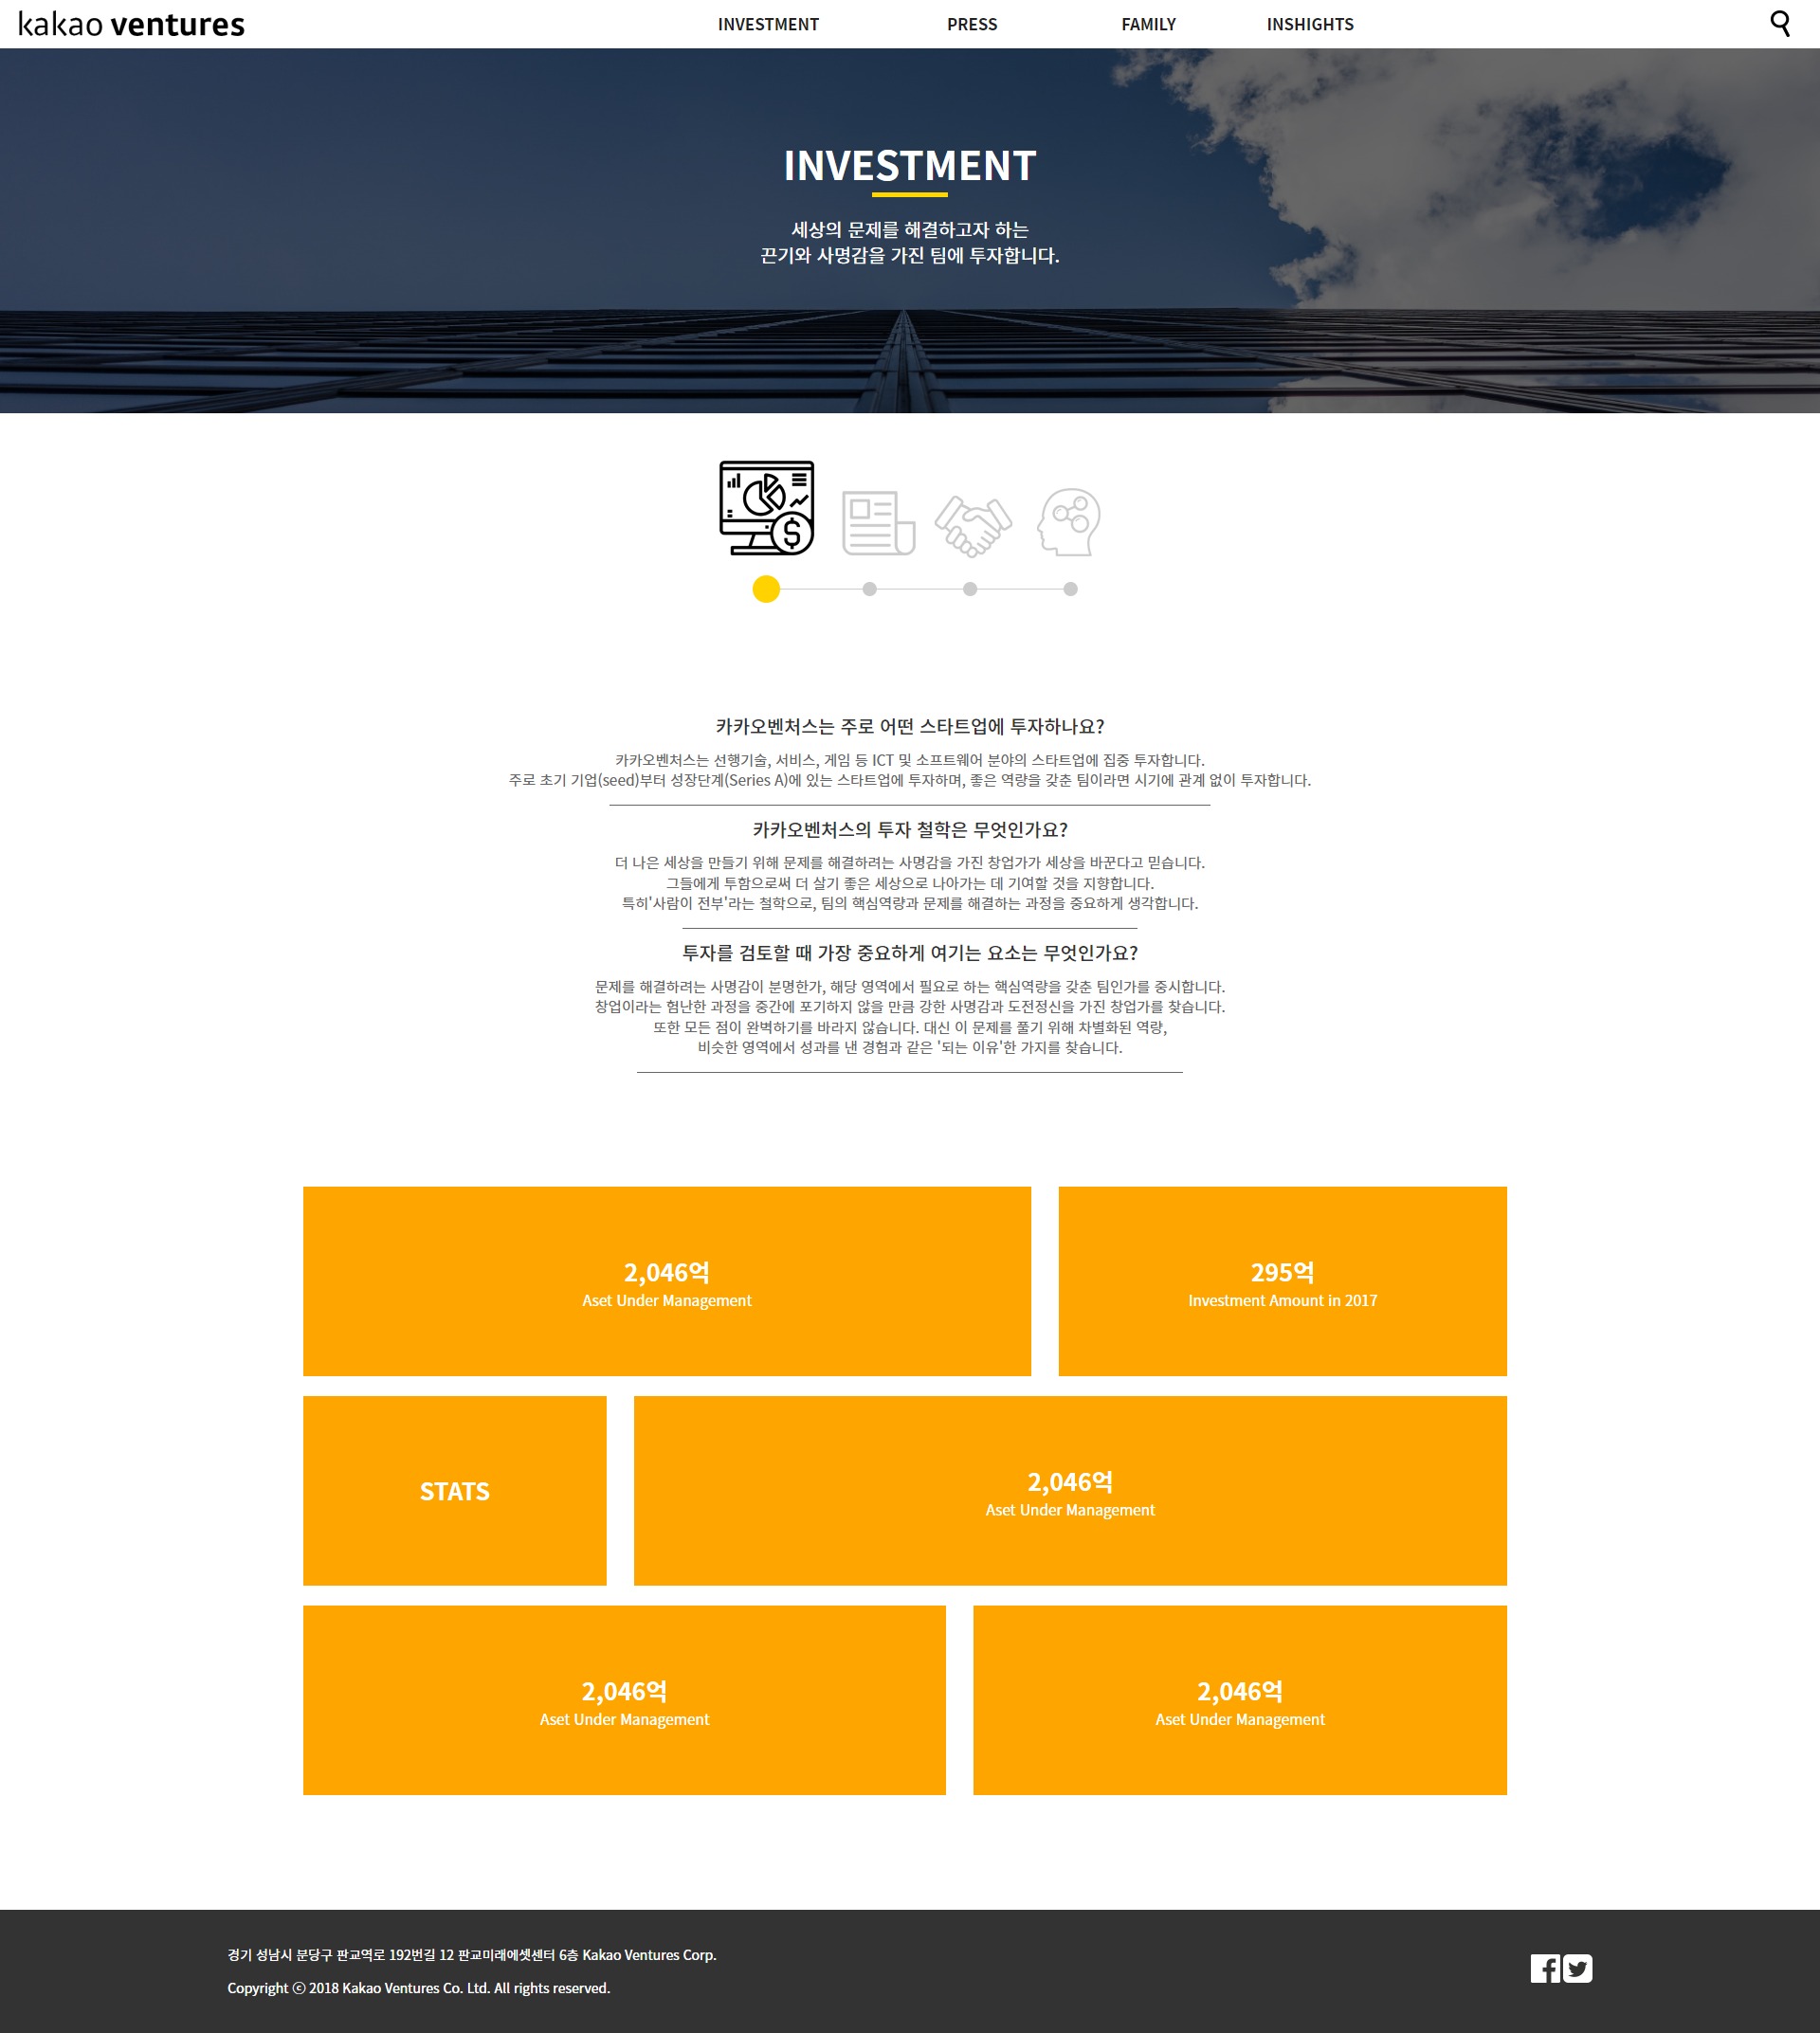 kakao ventures
INVESTMENT
PRESS
FAMILY
INSHIGHTS
INVESTMENT
세상의 문제를 해결하고자 하는
끈기와 사명감을 가진 팀에 투자합니다.
$
카카오벤처스는 주로 어떤 스타트업에 투자하나요?
카카오벤처스는 선행기술, 서비스, 게임 등 ICT 및 소프트웨어 분야의 스타트업에 집중 투자합니다.
주로 초기 기업(seed)부터 성장단계(Series A)에 있는 스타트업에 투자하며, 좋은 역량을 갖춘 팀이라면 시기에 관계 없이 투자합니다.
카카오벤처스의 투자 철학은 무엇인가요?
더 나은 세상을 만들기 위해 문제를 해결하려는 사명감을 가진 창업가가 세상을 바꾼다고 믿습니다.
그들에게 투함으로써 더 살기 좋은 세상으로 나아가는 데 기여할 것을 지향합니다.
특히'사람이 전부'라는 철학으로, 팀의 핵심역량과 문제를 해결하는 과정을 중요하게 생각합니다.
투자를 검토할 때 가장 중요하게 여기는 요소는 무엇인가요?
문제를 해결하려는 사명감이 분명한가, 해당 영역에서 필요로 하는 핵심역량을 갖춘 팀인가를 중시합니다.
창업이라는 험난한 과정을 중간에 포기하지 않을 만큼 강한 사명감과 도전정신을 가진 창업가를 찾습니다.
또한 모든 점이 완벽하기를 바라지 않습니다. 대신 이 문제를 풀기 위해 차별화된 역량,
비슷한 영역에서 성과를 낸 경험과 같은 '되는 이유'한 가지를 찾습니다.
2,046억
Aset Under Management
295억
Investment Amount in 2017
STATS
2,046억
Aset Under Management
2,046억
Aset Under Management
2,046억
Aset Under Management
경기 성남시 분당구 판교역로 192번길 12 판교미래에셋센터 6층 Kakao Ventures Corp.
Copyright ⓒ 2018 Kakao Ventures Co. Ltd. All rights reserved.